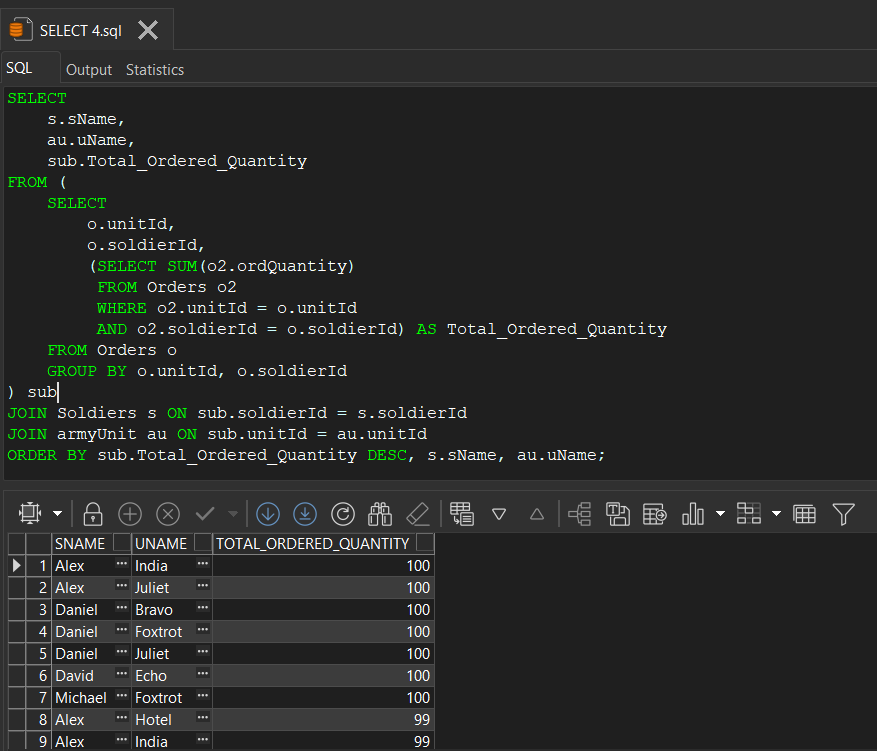 SELECT 4.sql
SQL Output Statistics
SELECT
s.sName,
au.uName,
sub.Total_Ordered_Quantity
FROM (
SELECT
o.unitId,
o.soldierId,
(SELECT SUM(o2.ordQuantity)
FROM Orders o2
WHERE o2.unitId = o.unitId
AND o2.soldierId = o.soldierId) AS Total_Ordered_Quantity
FROM Orders o
GROUP BY o.unitId, o.soldierId
) sub
JOIN Soldiers s ON sub.soldierId = s.soldierId
JOIN armyUnit au ON sub.unitId = au.unitId
ORDER BY sub.Total_Ordered_Quantity DESC, s.sName, au.uName;
SNAME UNAME TOTAL_ORDERED_QUANTITY
1 Alex ... India ... 100
2 Alex ... Juliet ... 100
3 Daniel ... Bravo ... 100
4 Daniel ... Foxtrot ... 100
5 Daniel ... Juliet ... 100
6 David ... Echo ... 100
7 Michael ... Foxtrot ... 100
8 Alex ... Hotel ... 99
9 Alex ... India ... 99